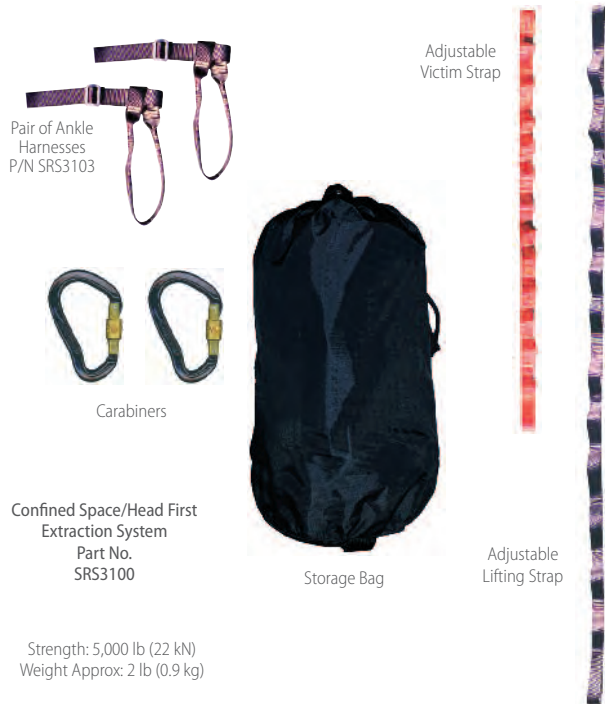 Pair of Ankle
Harnesses
P/N SRS3103
Adjustable
Victim Strap
Carabiners
Confined Space/Head First
Extraction System
Part No.
SRS3100
Storage Bag
Adjustable
Lifting Strap
Strength: 5,000 lb (22 kN)
Weight Approx: 2 lb (0.9 kg)